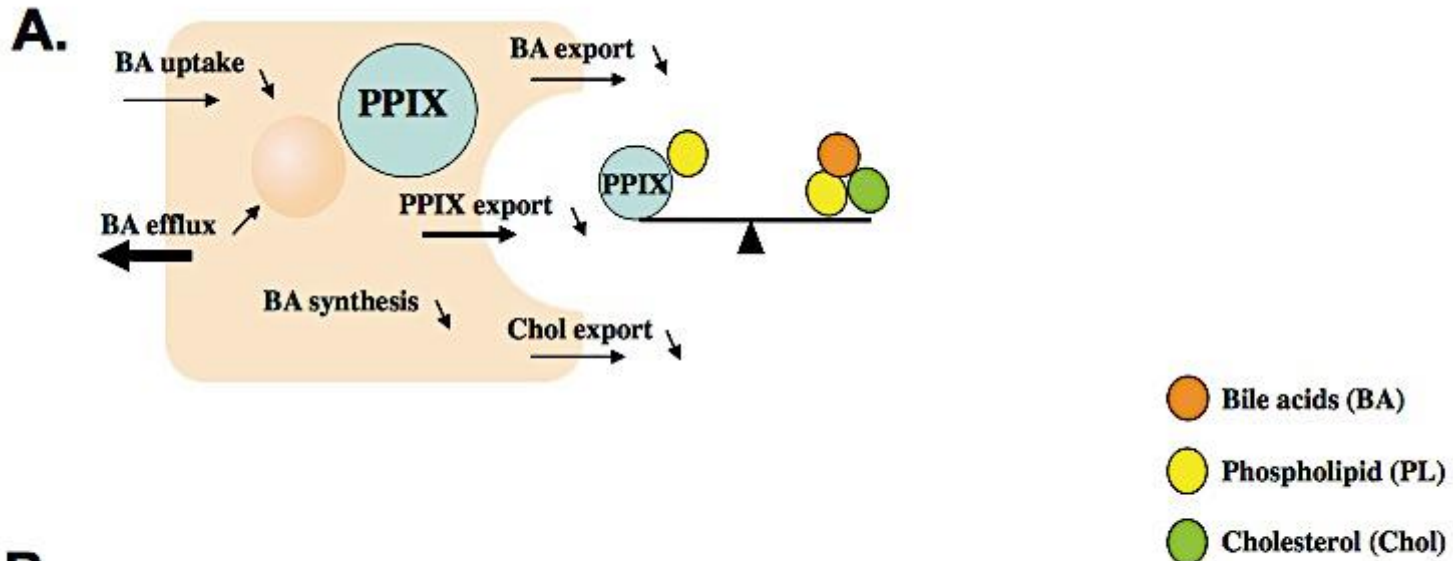 A.
BA uptake
BA export
PPIX
PPIX
PPIX export
BA efflux
BA synthesis
Chol export
Bile acids (BA)
Phospholipid (PL)
Cholesterol (Chol)